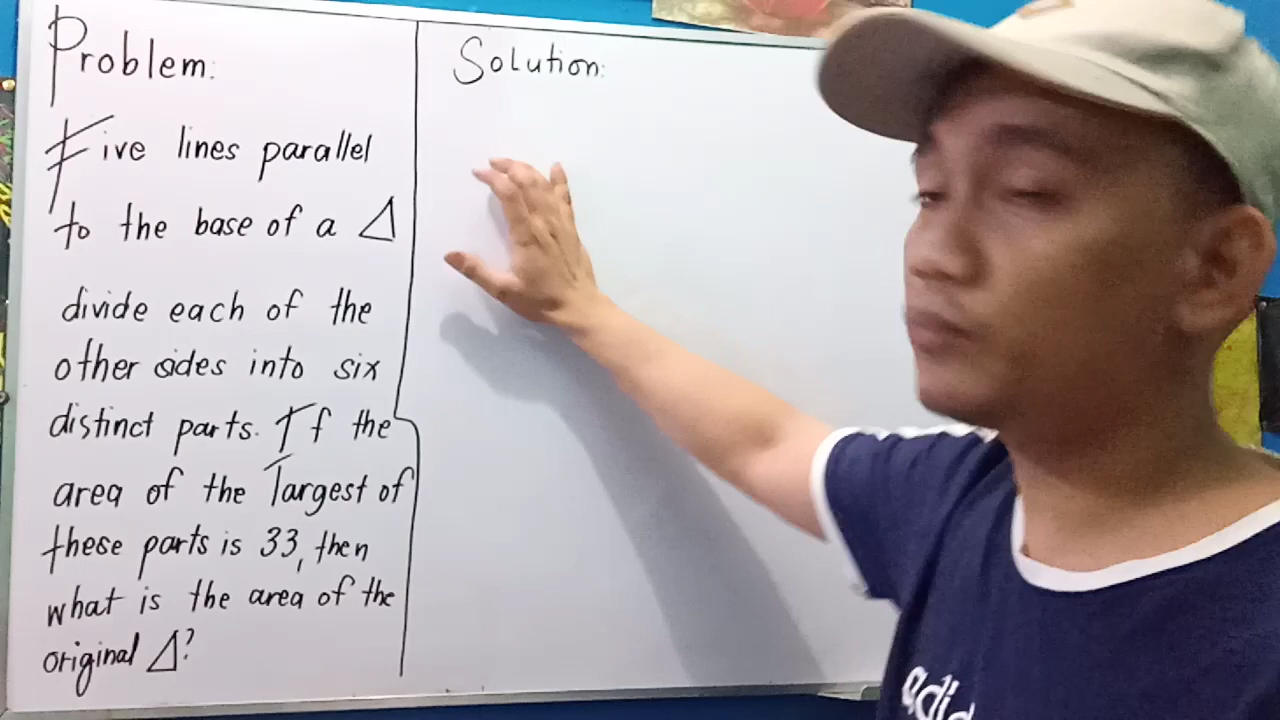 Problem:
Five lines parallel
to the base of a Δ
divide each of the
other sides into six
distinct parts. If the
area of the largest of
these parts is 33, then
what is the area of the
original Δ?
Solution:
adid